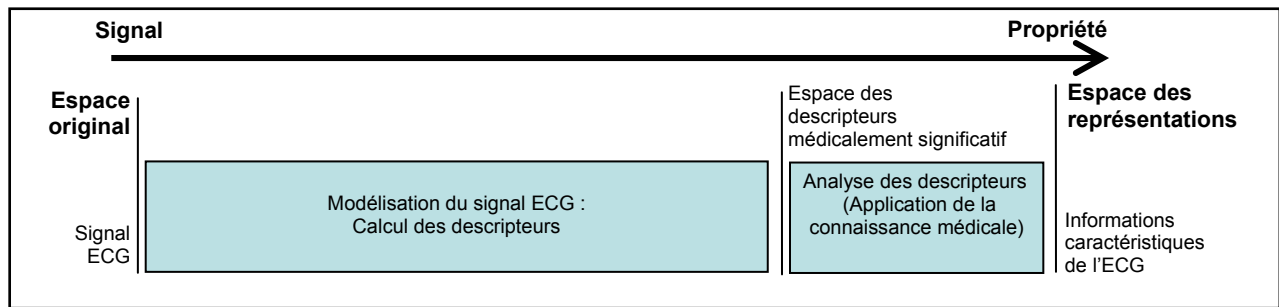 Signal
Propriété
Espace
original
Espace des
descripteurs
médicalement significatif
Espace des
représentations
Modélisation du signal ECG :
Calcul des descripteurs
Analyse des descripteurs
(Application de la
connaissance médicale)
Signal
ECG
Informations
caractéristiques
de l'ECG